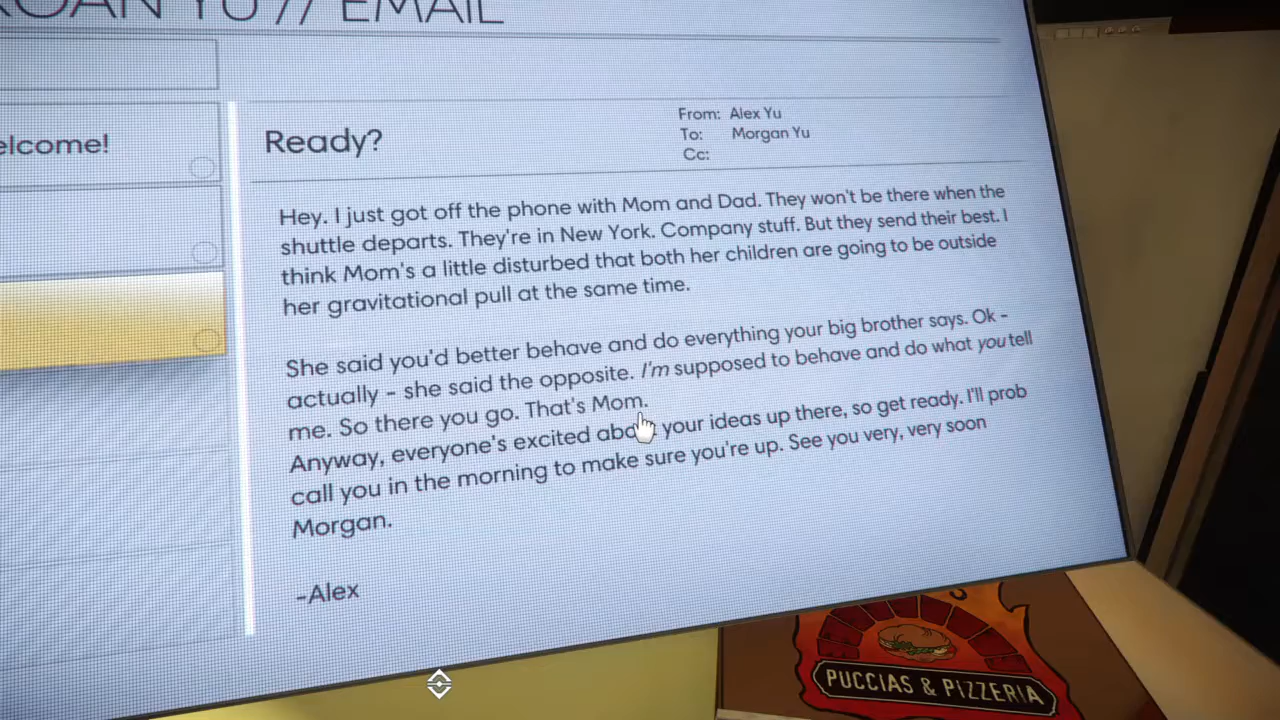 YU // EMAIL
elcome!
Ready?
From: Alex Yu
To: Morgan Yu
Cc:
Hey. I just got off the phone with Mom and Dad. They won't be there when the
shuttle departs. They're in New York. Company stuff. But they send their best. I
think Mom's a little disturbed that both her children are going to be outside
her gravitational pull at the same time.
She said you'd better behave and do everything your big brother says. Ok -
actually - she said the opposite. I'm supposed to behave and do what you tell
me. So there you go. That's Mom.
Anyway, everyone's excited about your ideas up there, so get ready. I'll prob
call you in the morning to make sure you're up. See you very, very soon
Morgan.
-Alex
PUCCIAS & PIZZERIA